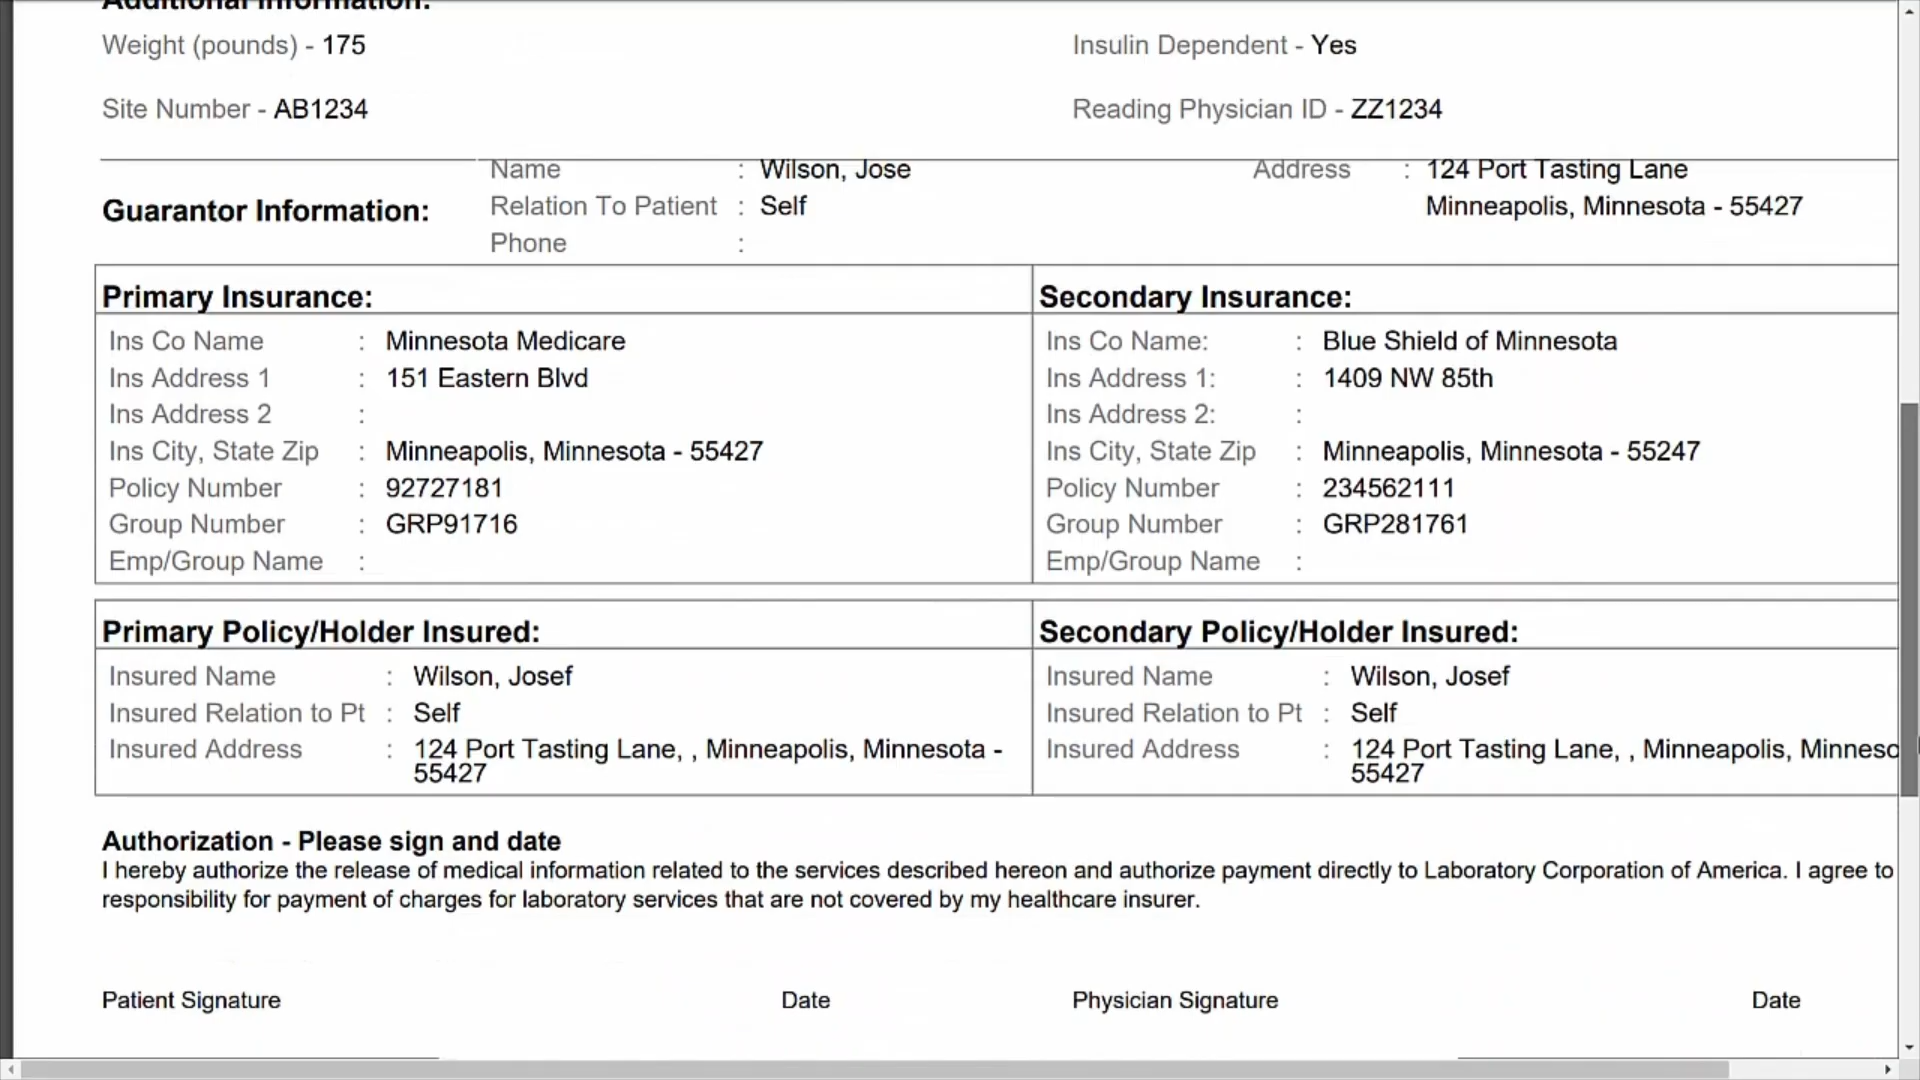 Additional Information:
Weight (pounds) - 175
Insulin Dependent - Yes
Site Number - AB1234
Reading Physician ID - ZZ1234
Guarantor Information:
Name : Wilson, Jose
Relation To Patient : Self
Phone :
Address : 124 Port Tasting Lane
Minneapolis, Minnesota - 55427
Primary Insurance:
Ins Co Name : Minnesota Medicare
Ins Address 1 : 151 Eastern Blvd
Ins Address 2 :
Ins City, State Zip : Minneapolis, Minnesota - 55427
Policy Number : 92727181
Group Number : GRP91716
Emp/Group Name :
Secondary Insurance:
Ins Co Name: : Blue Shield of Minnesota
Ins Address 1: : 1409 NW 85th
Ins Address 2: :
Ins City, State Zip : Minneapolis, Minnesota - 55247
Policy Number : 234562111
Group Number : GRP281761
Emp/Group Name :
Primary Policy/Holder Insured:
Insured Name : Wilson, Josef
Insured Relation to Pt : Self
Insured Address : 124 Port Tasting Lane, , Minneapolis, Minnesota -
55427
Secondary Policy/Holder Insured:
Insured Name : Wilson, Josef
Insured Relation to Pt : Self
Insured Address : 124 Port Tasting Lane, , Minneapolis, Minneso
55427
Authorization - Please sign and date
I hereby authorize the release of medical information related to the services described hereon and authorize payment directly to Laboratory Corporation of America. I agree to
responsibility for payment of charges for laboratory services that are not covered by my healthcare insurer.
Patient Signature
Date
Physician Signature
Date